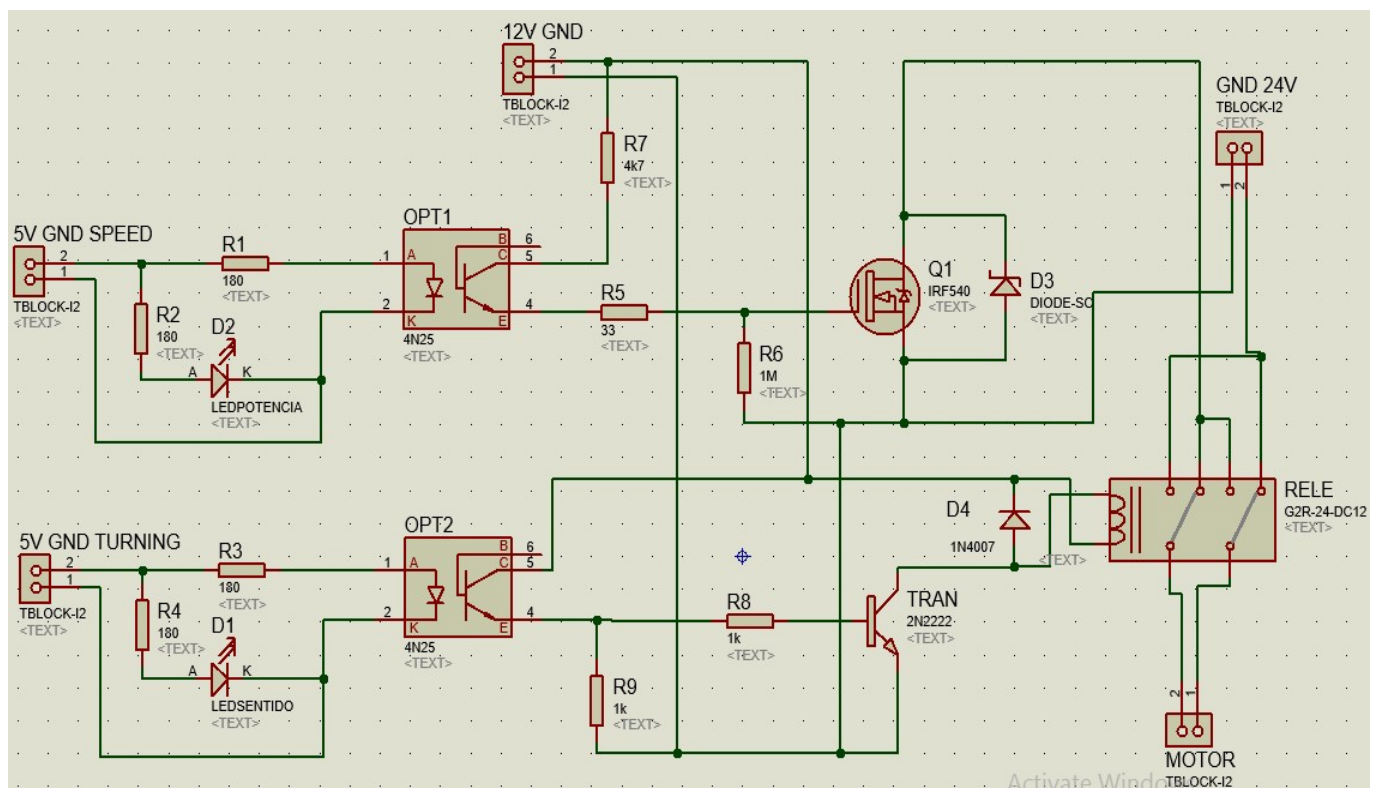 12V GND
2
1
TBLOCK-I2
<TEXT>
GND 24V
TBLOCK-I2
<TEXT>
1
2
R7
4k7
<TEXT>
5V GND SPEED
2
1
TBLOCK-I2
<TEXT>
R1
180
<TEXT>
R2
180
<TEXT>
D2
A
K
LEDPOTENCIA
<TEXT>
OPT1
1
A
2
K
B
6
C
5
E
4
4N25
<TEXT>
R5
33
<TEXT>
R6
1M
<TEXT>
Q1
IRF540
<TEXT>
D3
DIODE-SC
<TEXT>
5V GND TURNING
2
1
TBLOCK-I2
<TEXT>
R3
180
<TEXT>
R4
180
<TEXT>
D1
A
K
LEDSENTIDO
<TEXT>
OPT2
1
A
2
K
B
6
C
5
E
4
4N25
<TEXT>
R8
1k
<TEXT>
R9
1k
<TEXT>
TRAN
2N2222
<TEXT>
D4
1N4007
<TEXT>
RELE
G2R-24-DC12
<TEXT>
2
1
MOTOR
TBLOCK-I2
Activate Windows